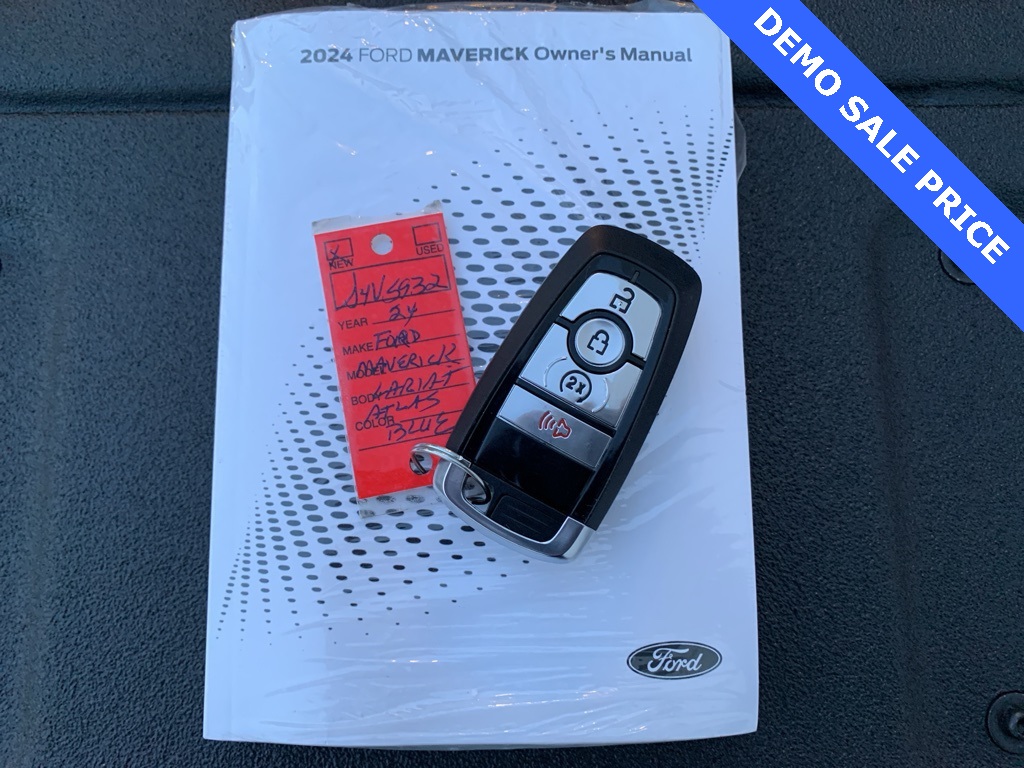 2024 FORD MAVERICK Owner's Manual
DEMO SALE PRICE
X
NEW
USED
YEAR 24
MAKE FORD
MODEL MAVERICK
BODY LARIAT
COLOR ATLAS
BLUE
2X
Ford